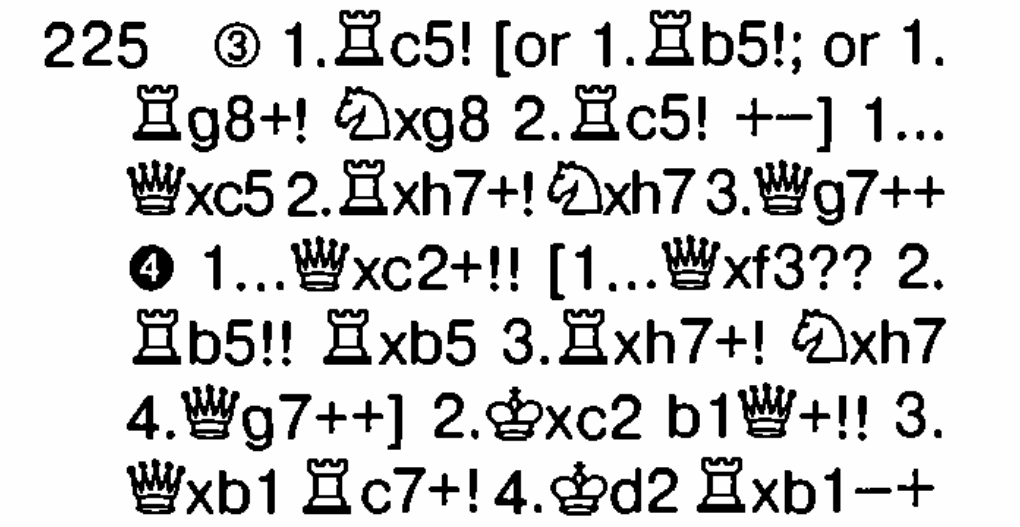 225 ③ 1.♖c5! [or 1.♖b5!; or 1.
♖g8+! ♘xg8 2.♖c5! +−] 1...
♕xc5 2.♖xh7+! ♘xh7 3.♕g7++
❹ 1...♕xc2+!! [1...♕xf3?? 2.
♖b5!! ♖xb5 3.♖xh7+! ♘xh7
4.♕g7++] 2.♔xc2 b1♕+!! 3.
♕xb1 ♖c7+! 4.♔d2 ♖xb1−+